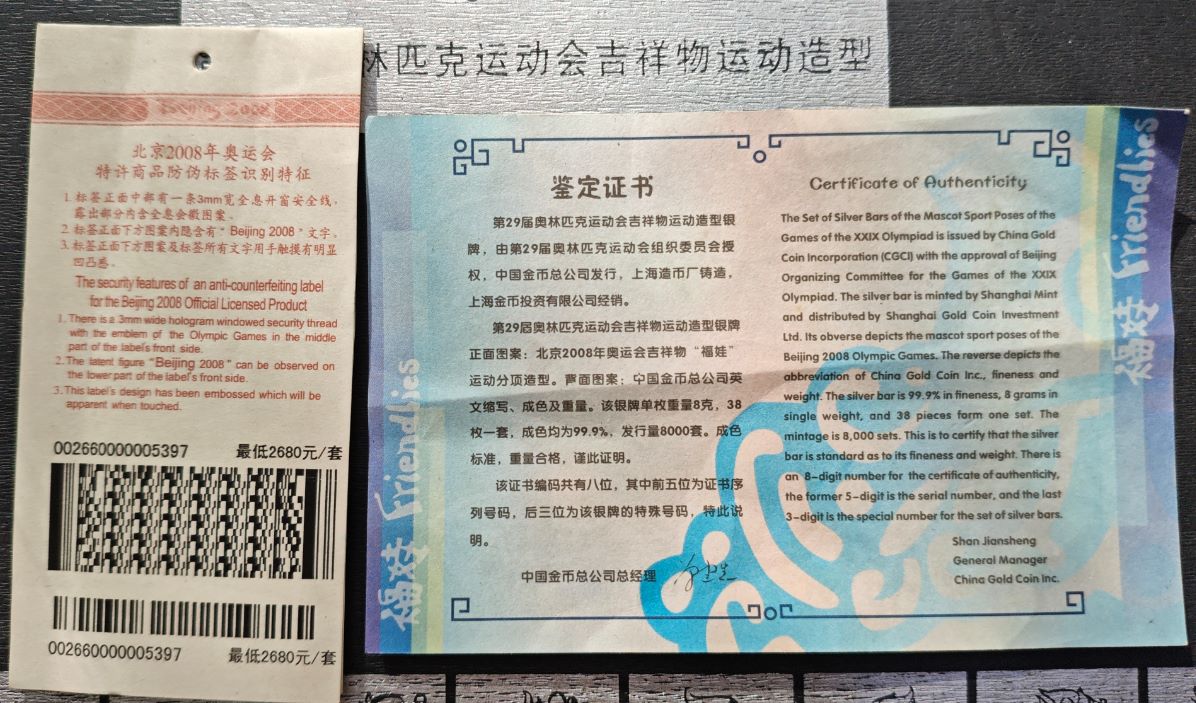 林匹克运动会吉祥物运动造型
Beijing 2008
北京2008年奥运会
特许商品防伪标签识别特征
1.标签正面中部有一条3mm宽全息开窗安全线，
露出部分内含全息会徽图案。
2.标签正面下方图案内隐含有“Beijing 2008”文字。
3.标签正面下方图案及标签所有文字用手触摸有明显
凹凸感。
The security features of an anti-counterfeiting label
for the Beijing 2008 Official Licensed Product
1.There is a 3mm wide hologram windowed security thread
with the emblem of the Olympic Games in the middle
part of the label's front side.
2.The latent figure "Beijing 2008" can be observed on
the lower part of the label's front side.
3.This label's design has been embossed which will be
apparent when touched.
002660000005397 最低2680元/套
002660000005397 最低2680元/套
福娃 Friendlies
鉴定证书
第29届奥林匹克运动会吉祥物运动造型银
牌，由第29届奥林匹克运动会组织委员会授
权，中国金币总公司发行，上海造币厂铸造，
上海金币投资有限公司经销。
第29届奥林匹克运动会吉祥物运动造型银牌
正面图案：北京2008年奥运会吉祥物“福娃”
运动分项造型。背面图案：中国金币总公司英
文缩写、成色及重量。该银牌单枚重量8克，38
枚一套，成色均为99.9%，发行量8000套。成色
标准，重量合格，谨此证明。
该证书编码共有八位，其中前五位为证书序
列号码，后三位为该银牌的特殊号码，特此说
明。
中国金币总公司总经理
Certificate of Authenticity
The Set of Silver Bars of the Mascot Sport Poses of the
Games of the XXIX Olympiad is issued by China Gold
Coin Incorporation (CGCI) with the approval of Beijing
Organizing Committee for the Games of the XXIX
Olympiad. The silver bar is minted by Shanghai Mint
and distributed by Shanghai Gold Coin Investment
Ltd. Its obverse depicts the mascot sport poses of the
Beijing 2008 Olympic Games. The reverse depicts the
abbreviation of China Gold Coin Inc., fineness and
weight. The silver bar is 99.9% in fineness, 8 grams in
single weight, and 38 pieces form one set. The
mintage is 8,000 sets. This is to certify that the silver
bar is standard as to its fineness and weight. There is
an 8-digit number for the certificate of authenticity,
the former 5-digit is the serial number, and the last
3-digit is the special number for the set of silver bars.
Shan Jiansheng
General Manager
China Gold Coin Inc.
福娃 Friendlies